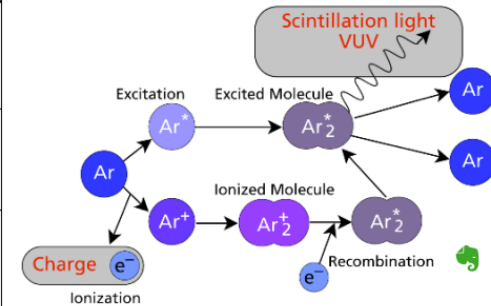 Scintillation light
VUV
Excitation
Excited Molecule
Ar
Ar*
Ar₂*
Ar
Ar
Ionized Molecule
Ar⁺
Ar₂⁺
Ar₂*
Charge
e⁻
e⁻
Recombination
Ionization